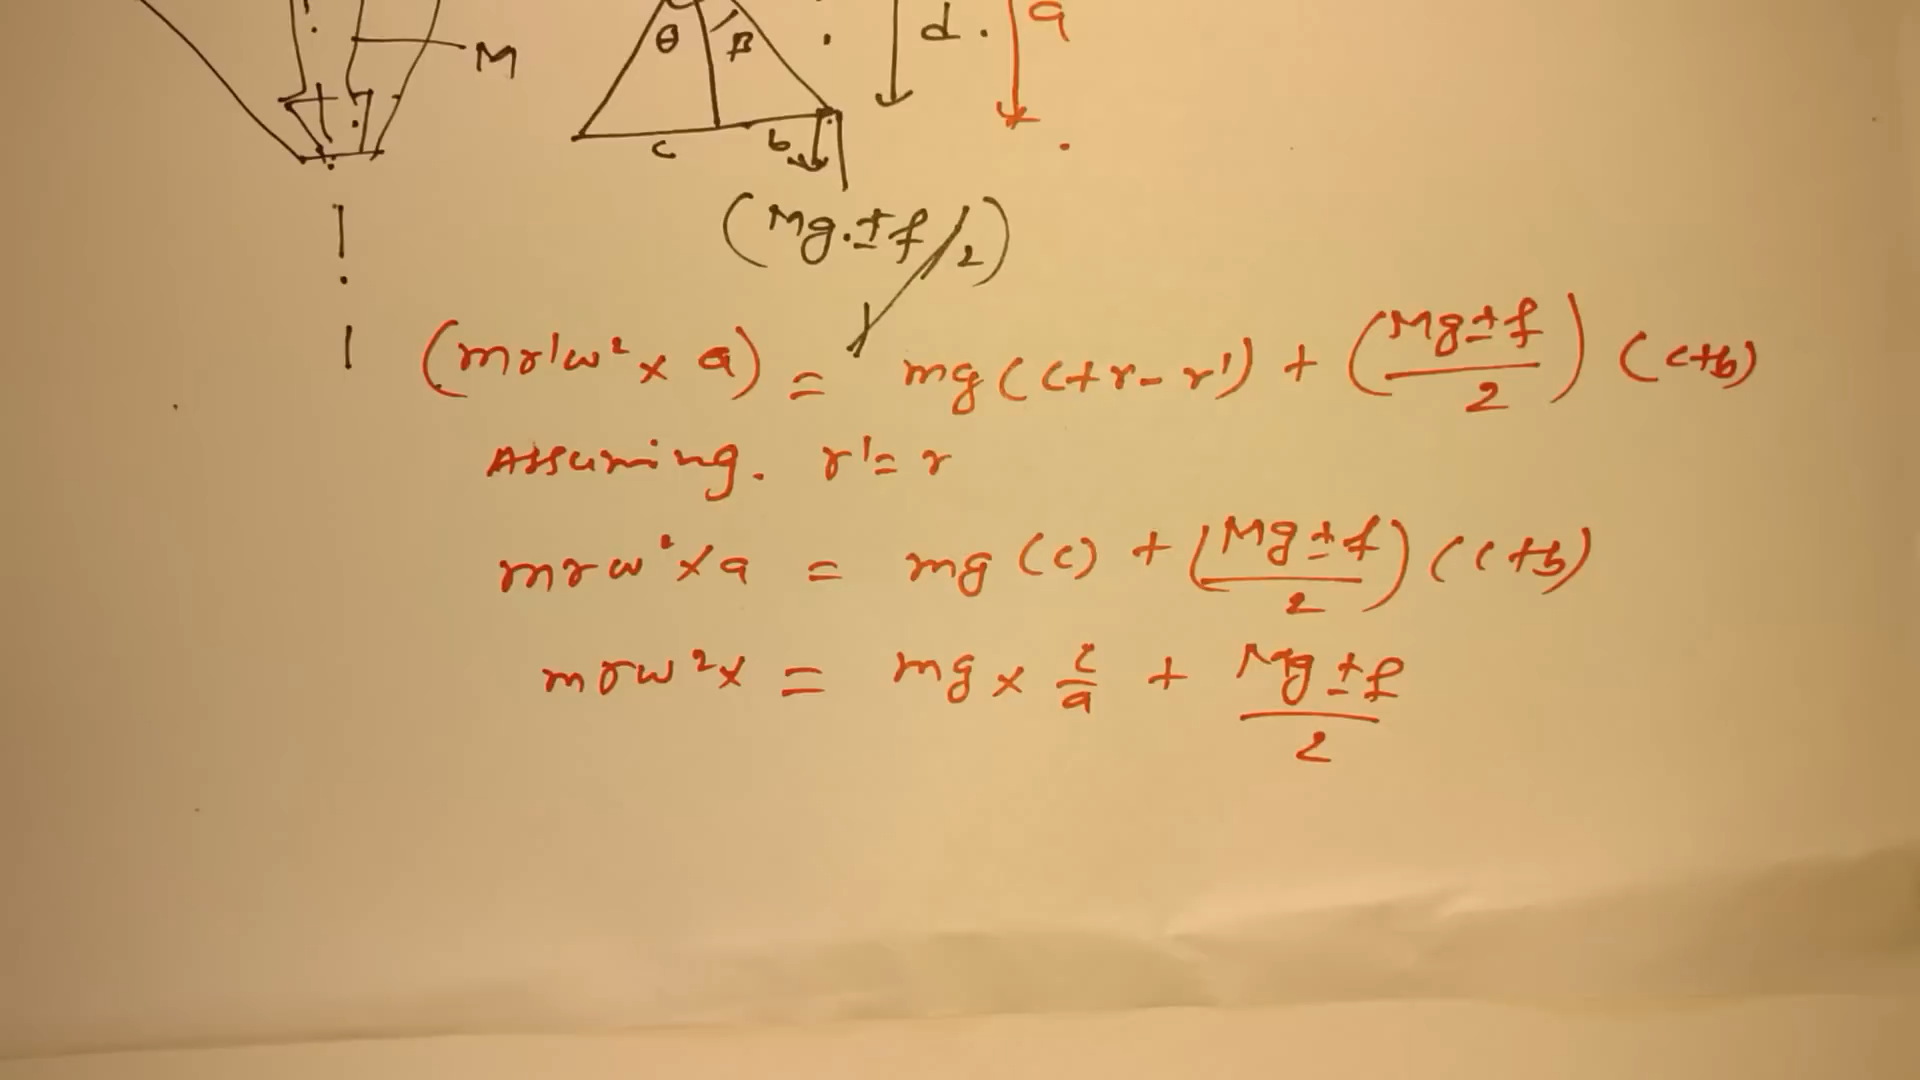 θ β d. a
M
c b
(Mg.±f/2)
(mr'ω² × a) = mg(c+r-r') + (Mg±f/2)(c+b)
Assuming. r'=r
mrω² × a = mg(c) + (Mg±f/2)(c+b)
mrω² × = mg × c/a + Mg±f/2